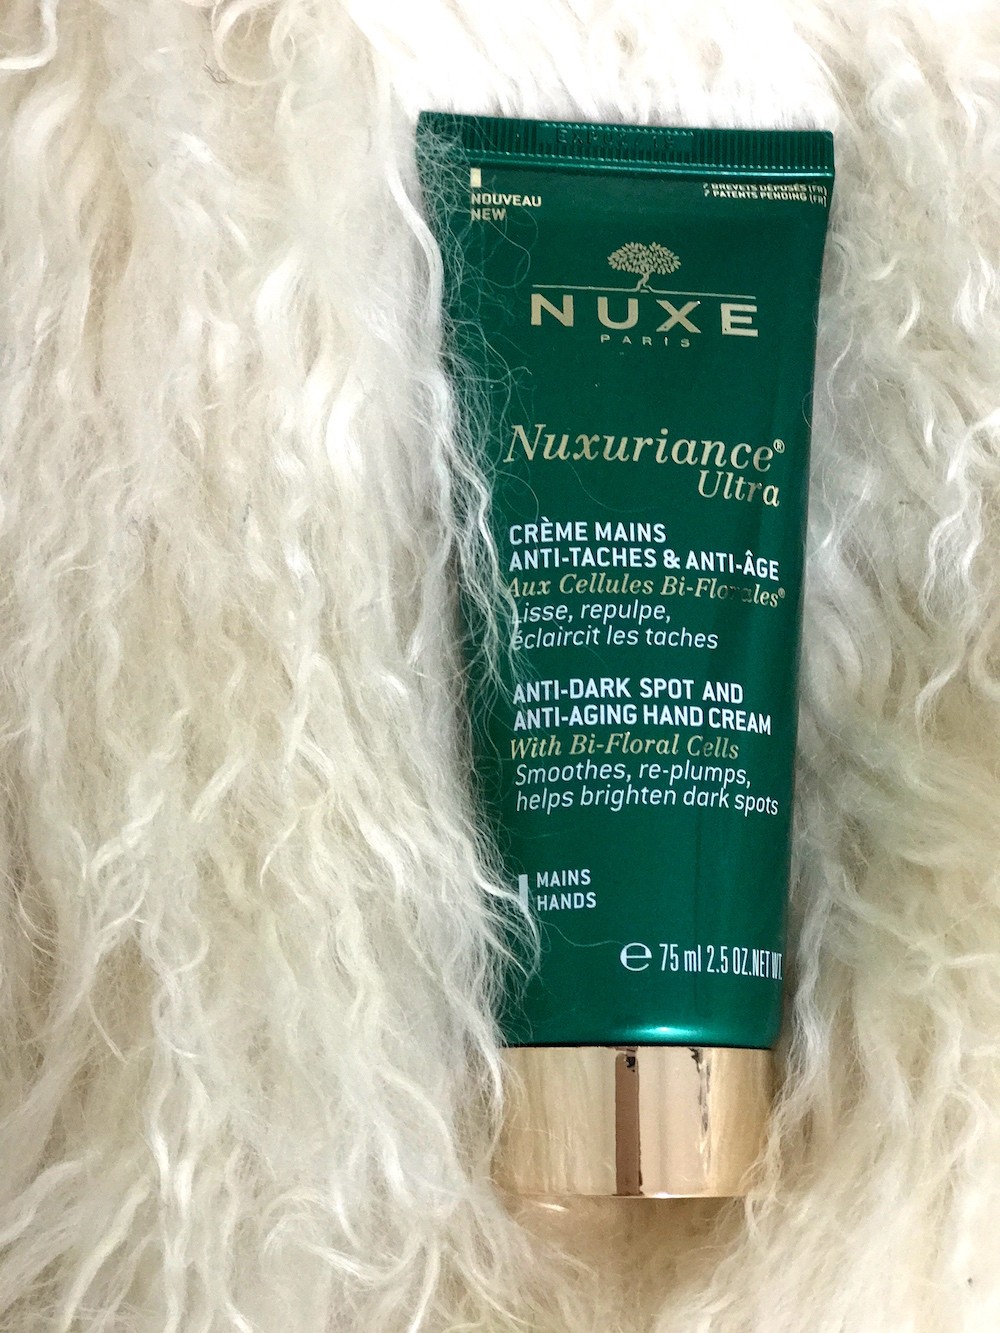 NOUVEAU
NEW
7 BREVETS DÉPOSÉS (FR)
7 PATENTS PENDING (FR)
NUXE
PARIS
Nuxuriance®
Ultra
CRÈME MAINS
ANTI-TACHES & ANTI-ÂGE
Aux Cellules Bi-Florales®
Lisse, repulpe,
éclaircit les taches
ANTI-DARK SPOT AND
ANTI-AGING HAND CREAM
With Bi-Floral Cells
Smoothes, re-plumps,
helps brighten dark spots
MAINS
HANDS
℮ 75 ml 2.5 OZ.NET WT.